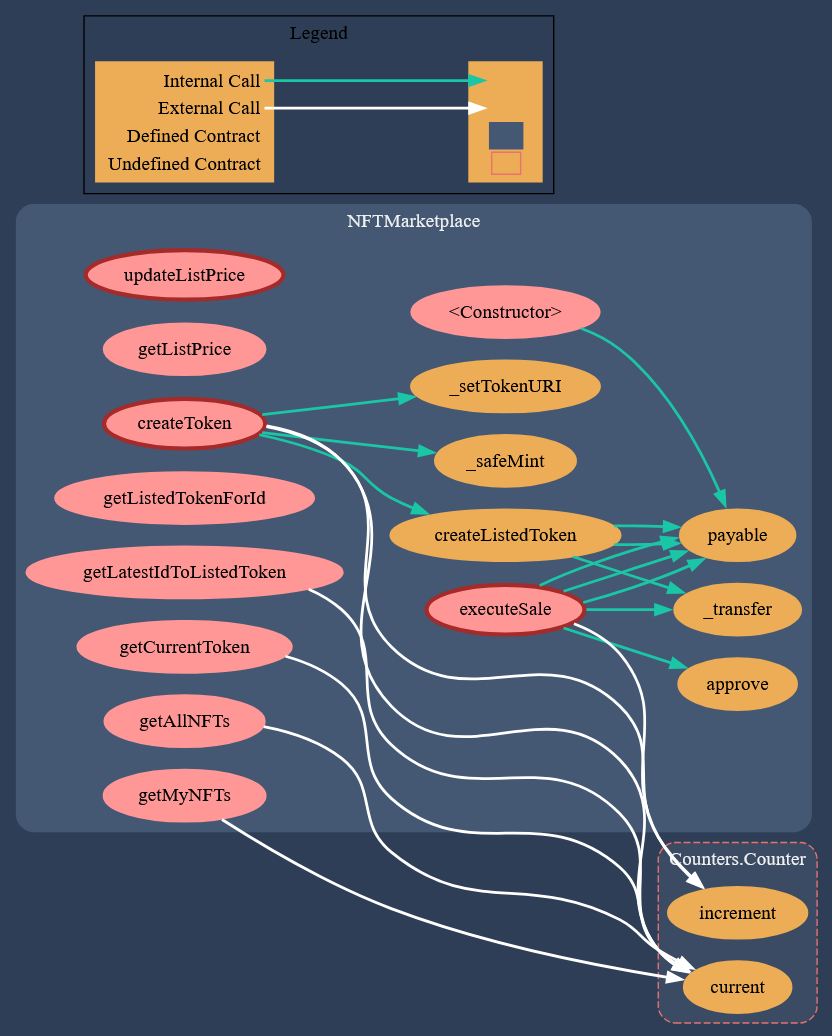 Legend
Internal Call
External Call
Defined Contract
Undefined Contract
NFTMarketplace
updateListPrice
getListPrice
createToken
getListedTokenForId
getLatestIdToListedToken
getCurrentToken
getAllNFTs
getMyNFTs
<Constructor>
_setTokenURI
_safeMint
createListedToken
executeSale
payable
_transfer
approve
Counters.Counter
increment
current